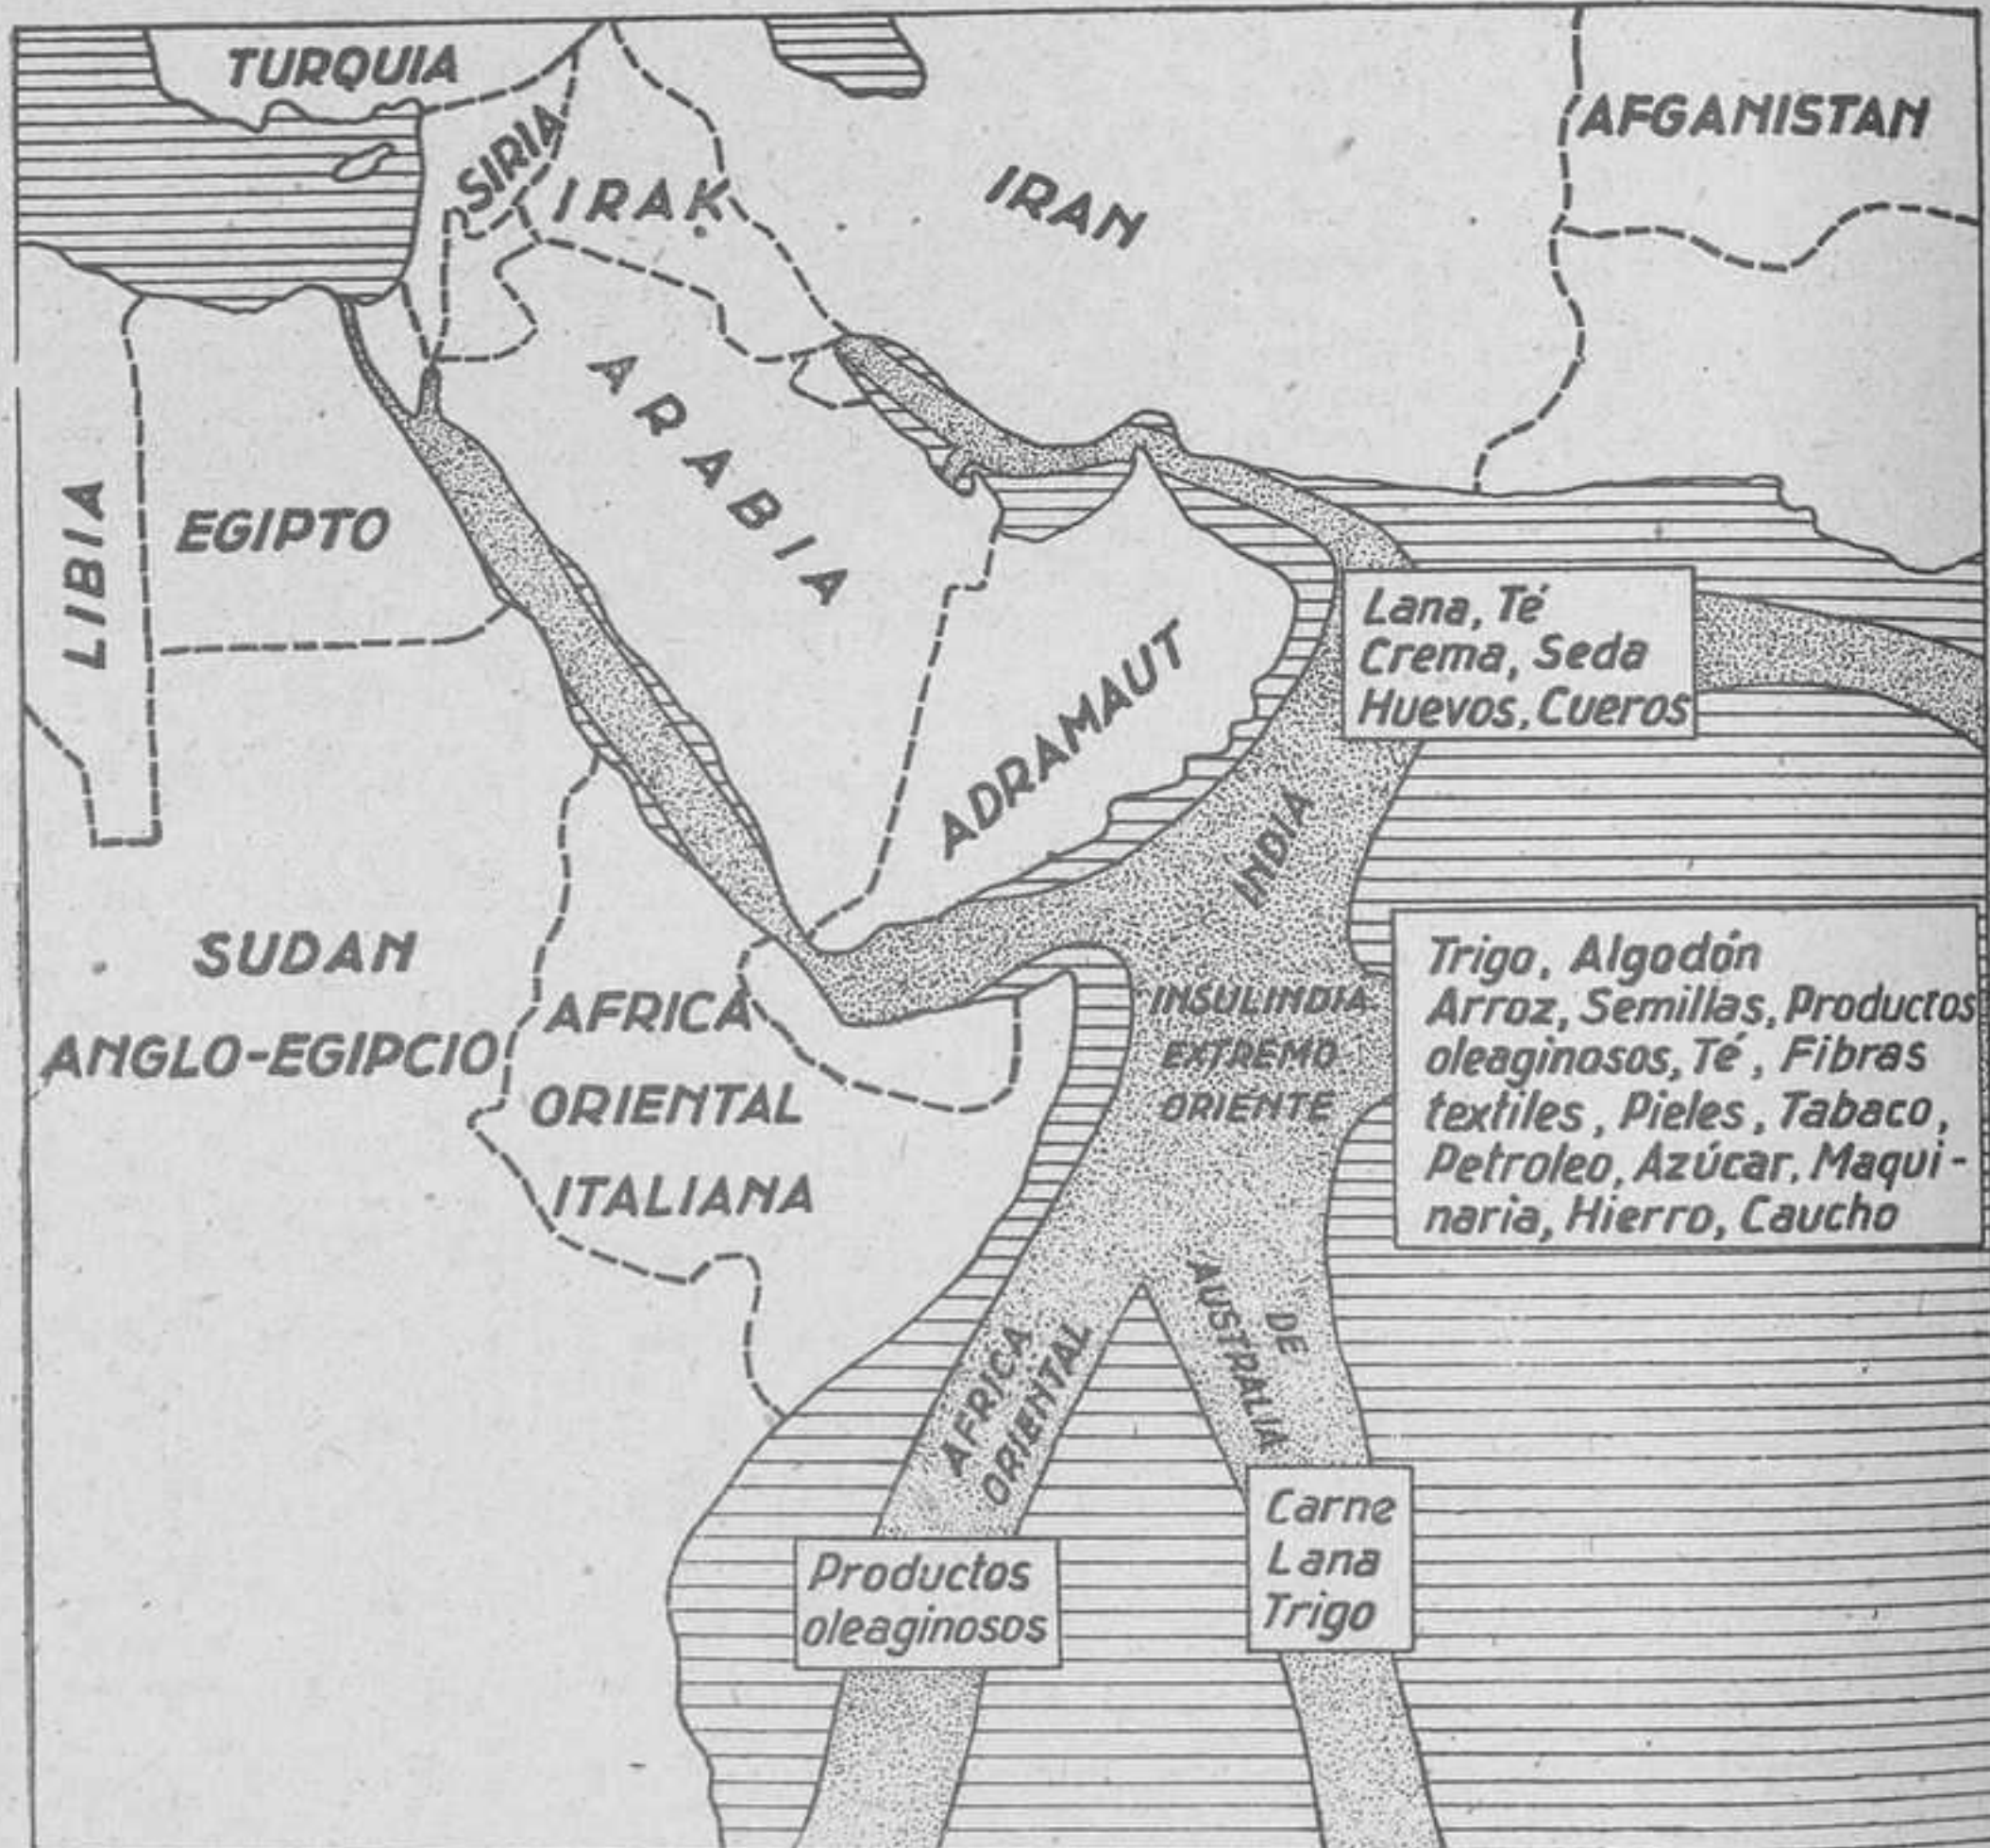 TURQUIA
SIRIA
IRAK
IRAN
AFGANISTAN
LIBIA
EGIPTO
ARABIA
ADRAMAUT
Lana, Té
Crema, Seda
Huevos, Cueros
INDIA
SUDAN
ANGLO-EGIPCIO
AFRICA
ORIENTAL
ITALIANA
INSULINDIA
EXTREMO
ORIENTE
Trigo, Algodón
Arroz, Semillas, Productos
oleaginosos, Té, Fibras
textiles, Pieles, Tabaco,
Petroleo, Azúcar, Maqui-
naria, Hierro, Caucho
AFRICA
ORIENTAL
DE
AUSTRALIA
Productos
oleaginosos
Carne
Lana
Trigo